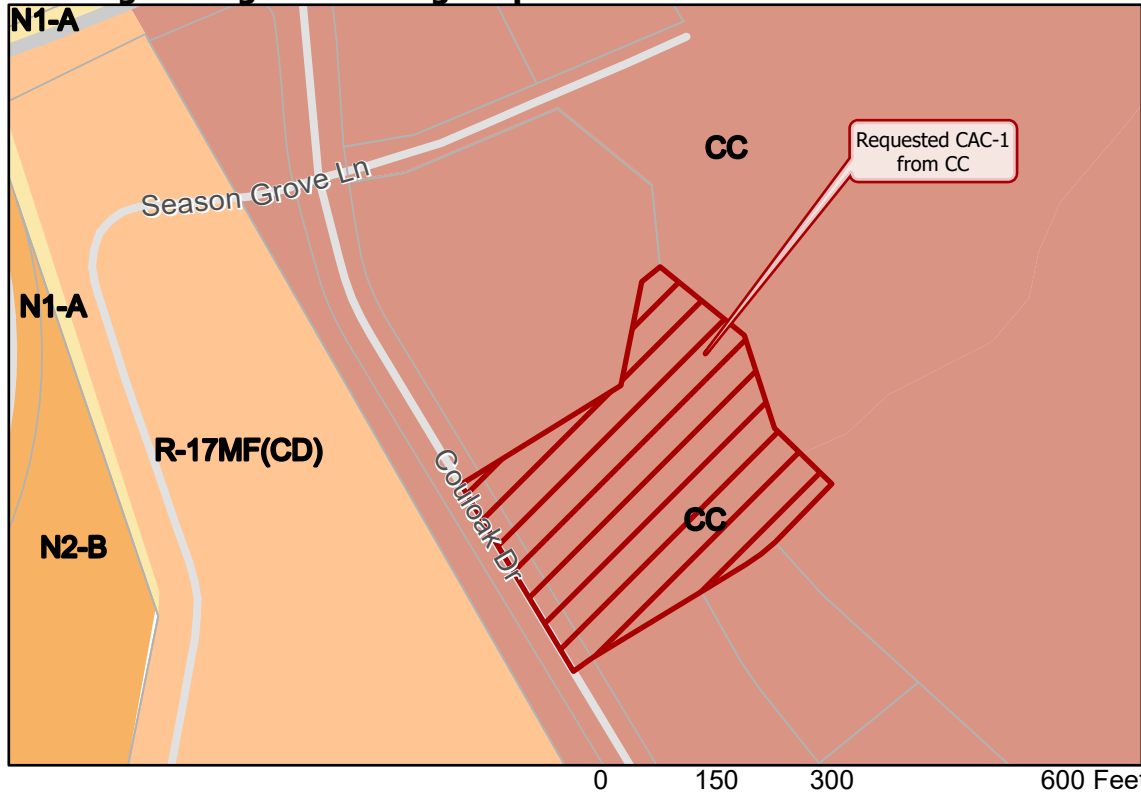 N1-A
CC
Requested CAC-1
from CC
Season Grove Ln
N1-A
R-17MF(CD)
Couloak Dr
CC
N2-B
0 150 300 600 Feet